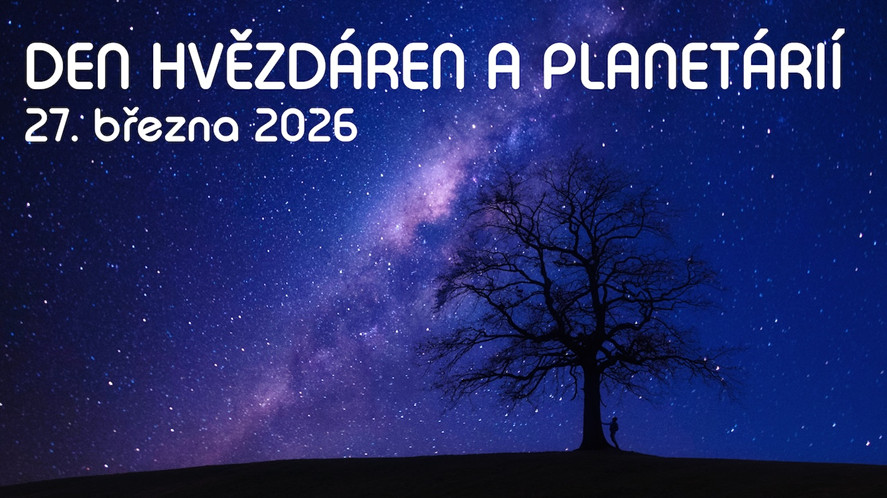 DEN HVĚZDÁREN A PLANETÁRIÍ
27. března 2026